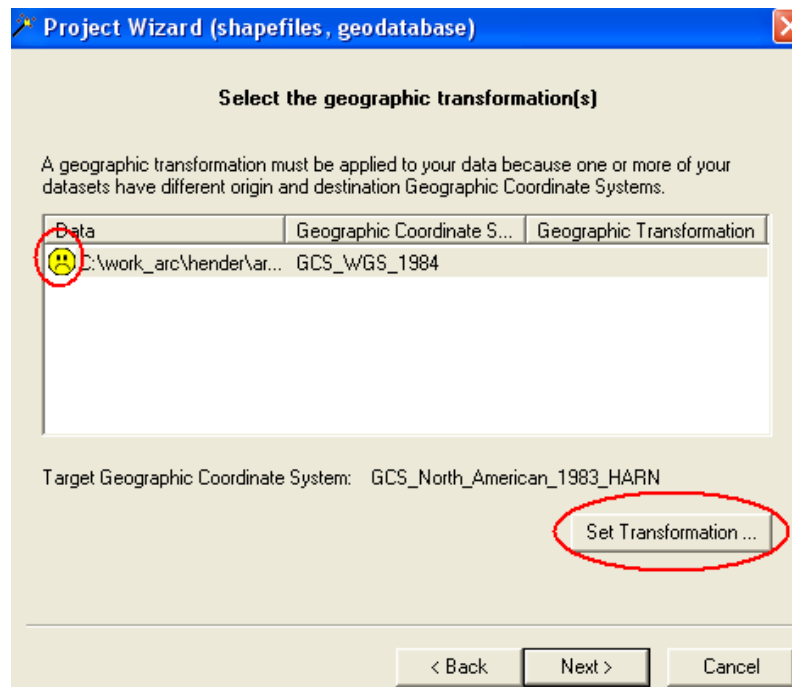 Project Wizard (shapefiles, geodatabase)
Select the geographic transformation(s)
A geographic transformation must be applied to your data because one or more of your
datasets have different origin and destination Geographic Coordinate Systems.
Data Geographic Coordinate S... Geographic Transformation
C:\work_arc\hender\ar... GCS_WGS_1984
Target Geographic Coordinate System: GCS_North_American_1983_HARN
Set Transformation ...
< Back Next > Cancel